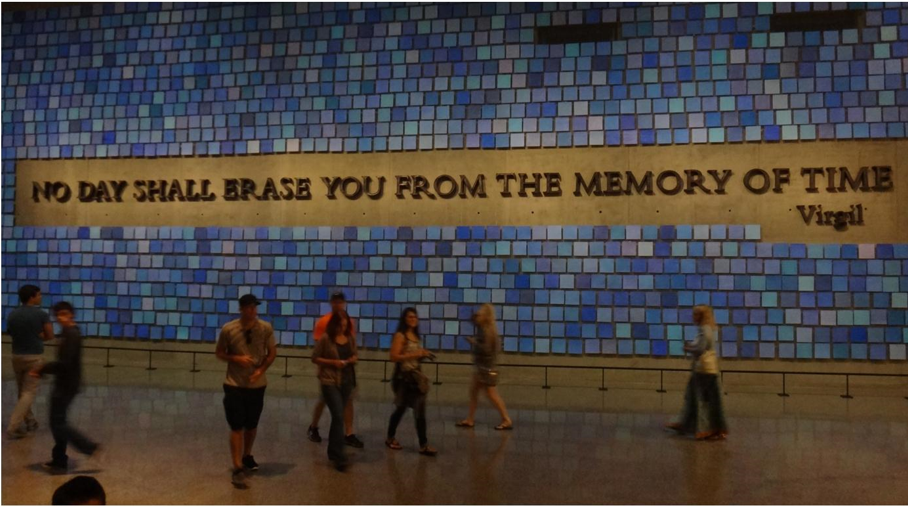 NO DAY SHALL ERASE YOU FROM THE MEMORY OF TIME
Virgil